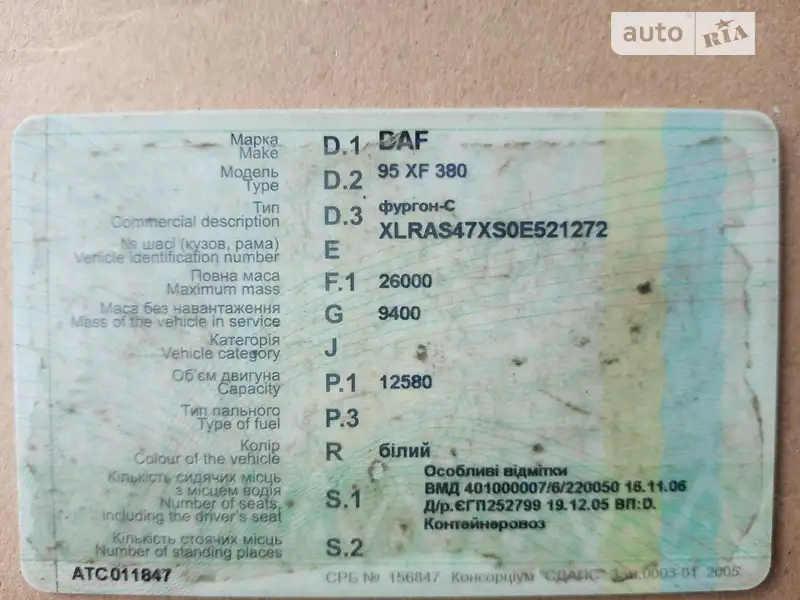 auto RIA
Марка
Make
D.1 DAF
Модель
Type
D.2 95 XF 380
Тип
Commercial description
D.3 фургон-С
XLRAS47XS0E521272
№ шасі (кузов, рама)
Vehicle identification number
E
Повна маса
Maximum mass
F.1 26000
Маса без навантаження
Mass of the vehicle in service
G 9400
Категорія
Vehicle category
J
Об'єм двигуна
Capacity
P.1 12580
Тип пального
Type of fuel
P.3
Колір
Colour of the vehicle
R білий
Кількість сидячих місць
з місцем водія
Number of seats,
including the driver's seat
S.1
Особливі відмітки
ВМД 401000007/6/220050 16.11.06
Д/р.ЄГП252799 19.12.05 ВП:D.
Контейнеровоз
Кількість стоячих місць
Number of standing places
S.2
АТС011847
СРБ № 156847 Консорціум "ЄДАПС" Зам.0003-01 2005